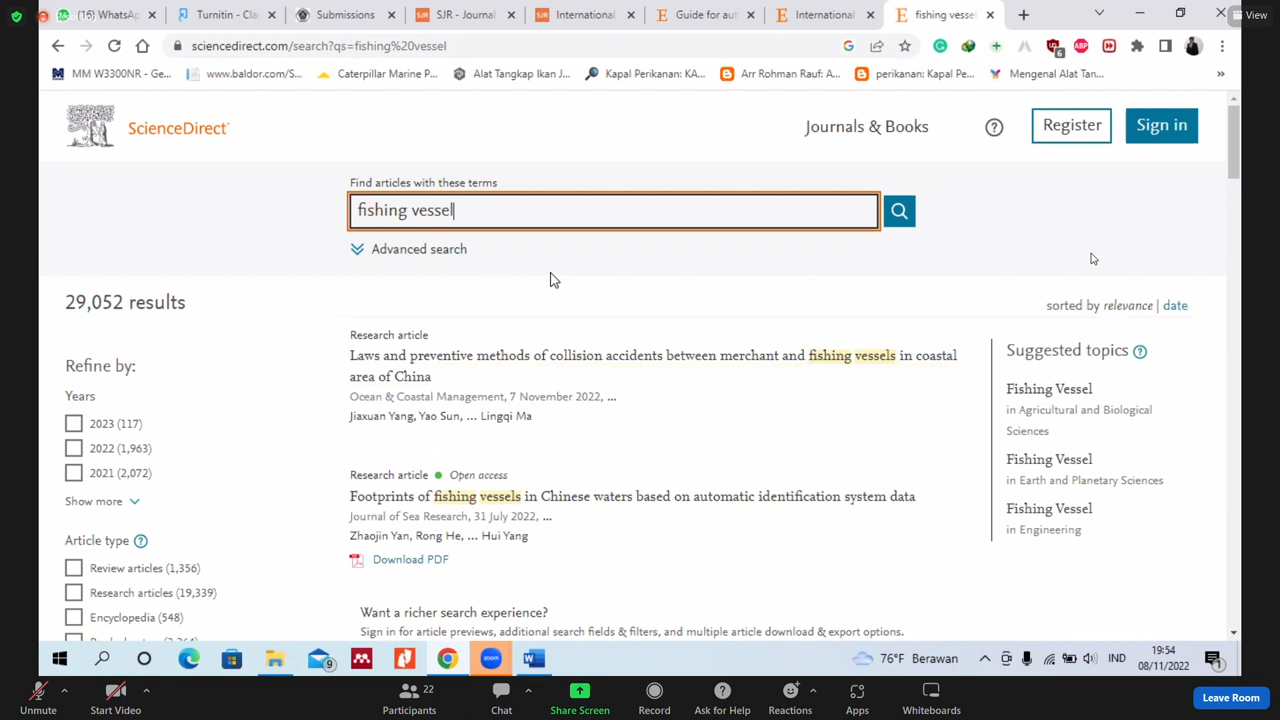 (15) WhatsAp
Turnitin - Cla
Submissions
SJR - Journal
International
Guide for aut
International
fishing vessel
View
sciencedirect.com/search?qs=fishing%20vessel
6
ABP
MM W3300NR - Ge...
www.baldor.com/S...
Caterpillar Marine P...
Alat Tangkap Ikan J...
Kapal Perikanan: KA...
Arr Rohman Rauf: A...
perikanan: Kapal Pe...
Mengenal Alat Tan...
ScienceDirect
Journals & Books
Register
Sign in
Find articles with these terms
fishing vessel
Advanced search
29,052 results
sorted by relevance | date
Refine by:
Years
2023 (117)
2022 (1,963)
2021 (2,072)
Show more
Article type
Review articles (1,356)
Research articles (19,339)
Encyclopedia (548)
Research article
Laws and preventive methods of collision accidents between merchant and fishing vessels in coastal
area of China
Ocean & Coastal Management, 7 November 2022, ...
Jiaxuan Yang, Yao Sun, ... Lingqi Ma
Research article
Open access
Footprints of fishing vessels in Chinese waters based on automatic identification system data
Journal of Sea Research, 31 July 2022, ...
Zhaojin Yan, Rong He, ... Hui Yang
Download PDF
Want a richer search experience?
Sign in for article previews, additional search fields & filters, and multiple article download & export options.
Suggested topics
Fishing Vessel
in Agricultural and Biological
Sciences
Fishing Vessel
in Earth and Planetary Sciences
Fishing Vessel
in Engineering
9
zoom
76°F Berawan
IND
19:54
08/11/2022
1
Unmute
Start Video
22
Participants
Chat
Share Screen
Record
Ask for Help
Reactions
Apps
Whiteboards
Leave Room